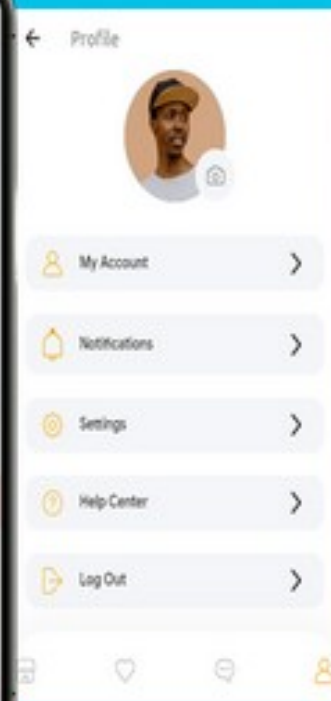 Profile
My Account
Notifications
Settings
Help Center
Log Out